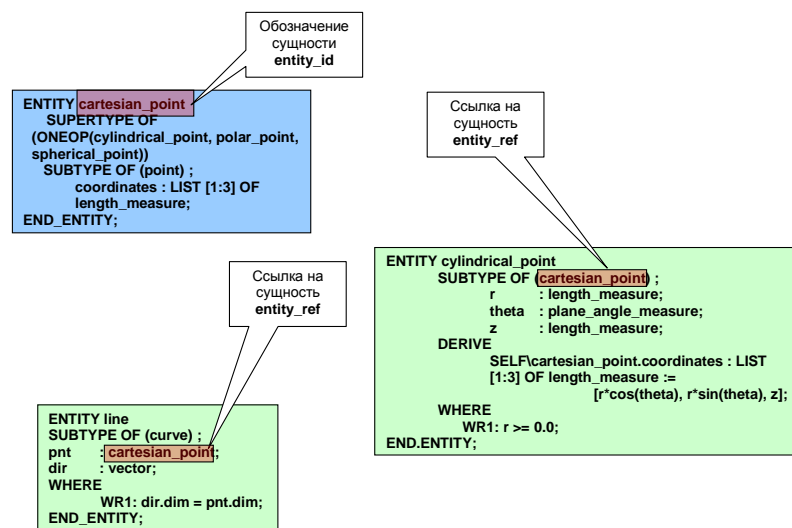 Обозначение
сущности
entity_id
ENTITY cartesian_point
SUPERTYPE OF
(ONEOP(cylindrical_point, polar_point,
spherical_point))
SUBTYPE OF (point) ;
coordinates : LIST [1:3] OF
length_measure;
END_ENTITY;
Ссылка на
сущность
entity_ref
ENTITY cylindrical_point
SUBTYPE OF (cartesian_point) ;
r : length_measure;
theta : plane_angle_measure;
z : length_measure;
DERIVE
SELF\cartesian_point.coordinates : LIST
[1:3] OF length_measure :=
[r*cos(theta), r*sin(theta), z];
WHERE
WR1: r >= 0.0;
END.ENTITY;
Ссылка на
сущность
entity_ref
ENTITY line
SUBTYPE OF (curve) ;
pnt : cartesian_point;
dir : vector;
WHERE
WR1: dir.dim = pnt.dim;
END_ENTITY;